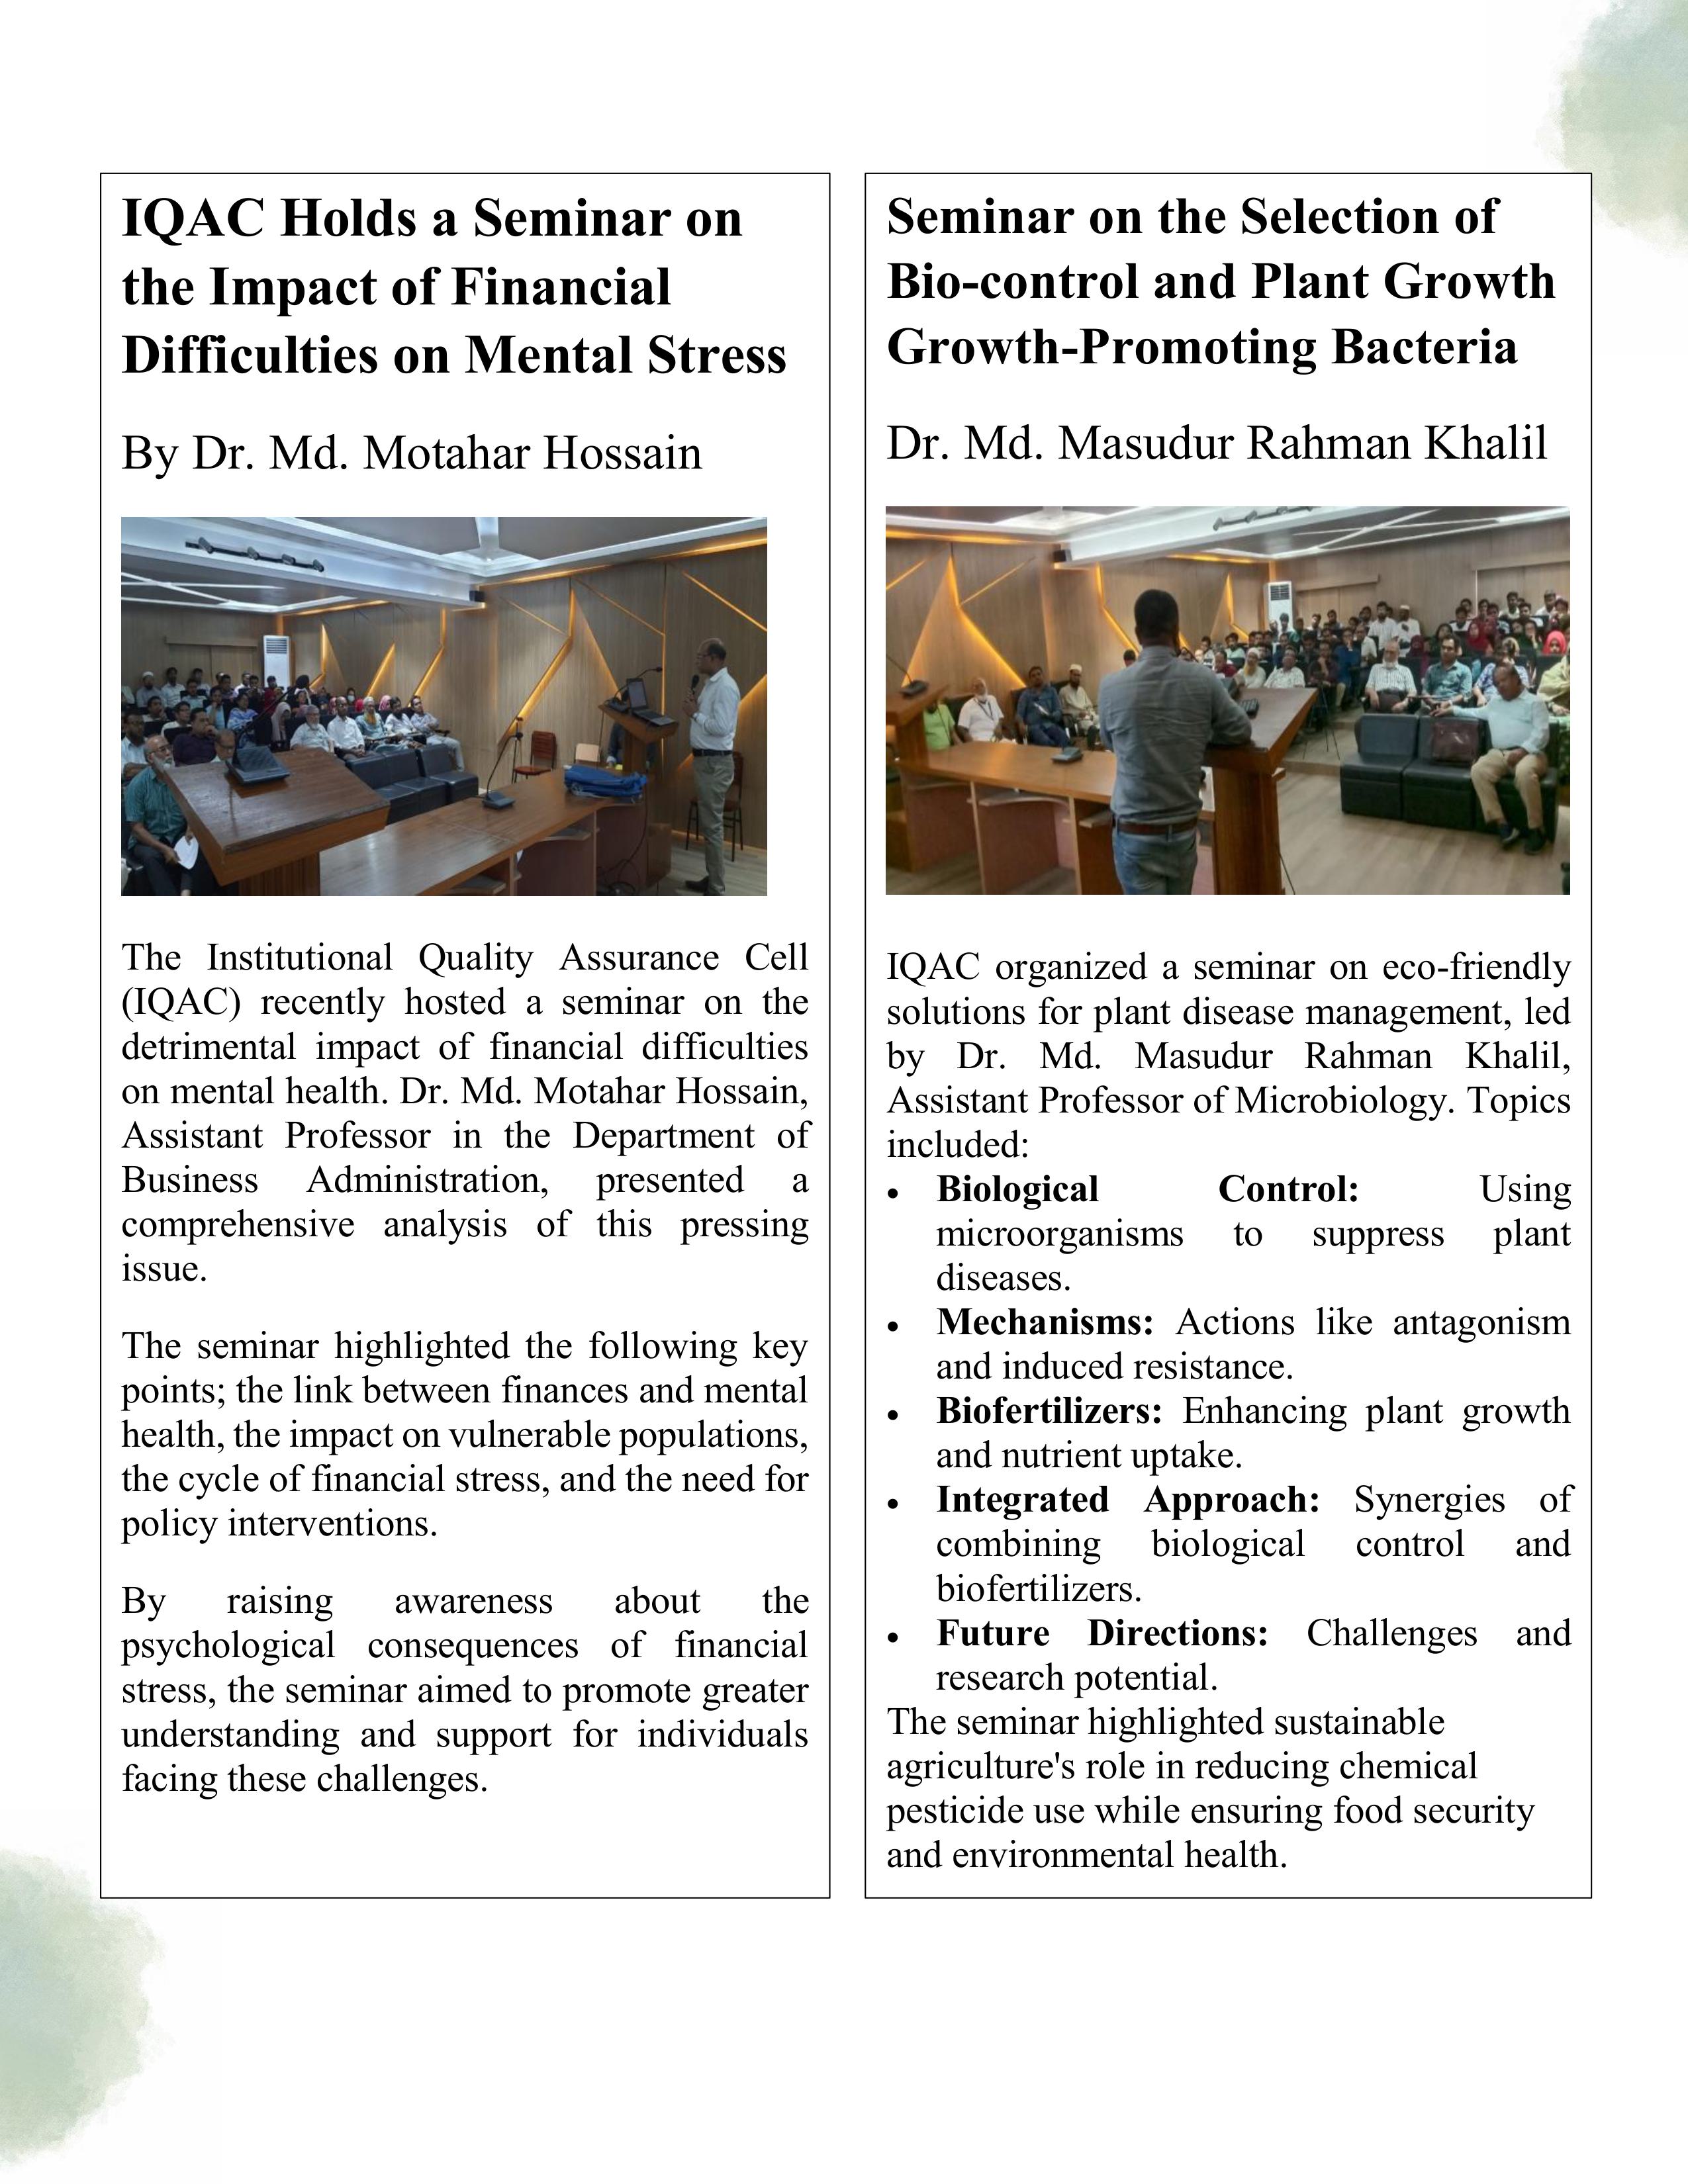 IQAC Holds a Seminar on
the Impact of Financial
Difficulties on Mental Stress
By Dr. Md. Motahar Hossain
The Institutional Quality Assurance Cell
(IQAC) recently hosted a seminar on the
detrimental impact of financial difficulties
on mental health. Dr. Md. Motahar Hossain,
Assistant Professor in the Department of
Business Administration, presented a
comprehensive analysis of this pressing
issue.
The seminar highlighted the following key
points; the link between finances and mental
health, the impact on vulnerable populations,
the cycle of financial stress, and the need for
policy interventions.
By raising awareness about the
psychological consequences of financial
stress, the seminar aimed to promote greater
understanding and support for individuals
facing these challenges.
Seminar on the Selection of
Bio-control and Plant Growth
Growth-Promoting Bacteria
Dr. Md. Masudur Rahman Khalil
IQAC organized a seminar on eco-friendly
solutions for plant disease management, led
by Dr. Md. Masudur Rahman Khalil,
Assistant Professor of Microbiology. Topics
included:
• Biological Control: Using
microorganisms to suppress plant
diseases.
• Mechanisms: Actions like antagonism
and induced resistance.
• Biofertilizers: Enhancing plant growth
and nutrient uptake.
• Integrated Approach: Synergies of
combining biological control and
biofertilizers.
• Future Directions: Challenges and
research potential.
The seminar highlighted sustainable
agriculture's role in reducing chemical
pesticide use while ensuring food security
and environmental health.